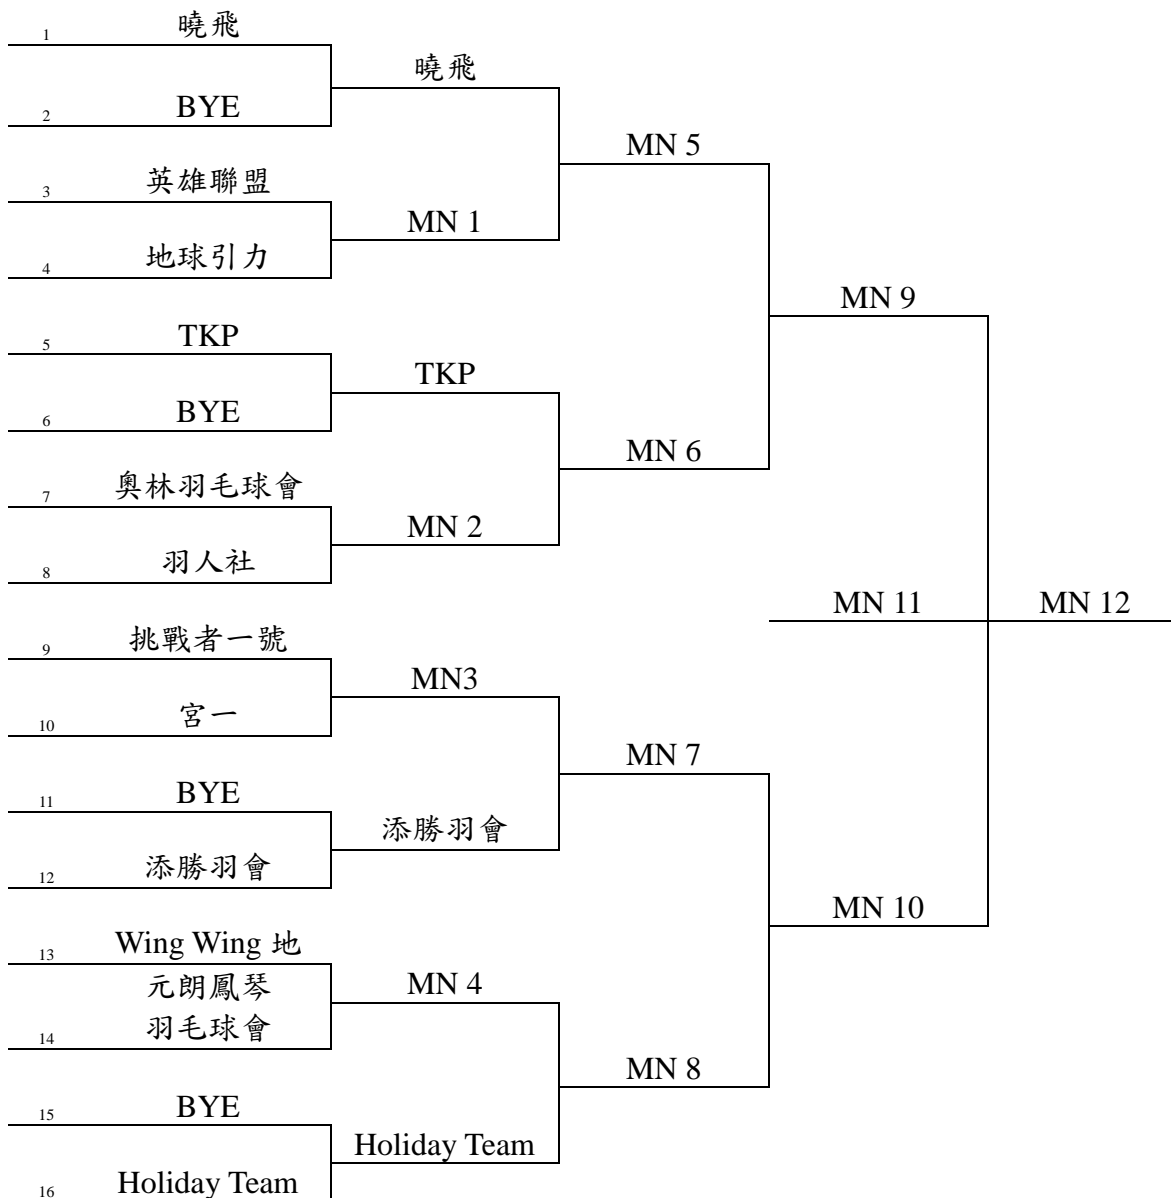 1 曉飛
曉飛
2 BYE
MN 5
3 英雄聯盟
MN 1
4 地球引力
MN 9
5 TKP
TKP
6 BYE
MN 6
7 奧林羽毛球會
MN 2
8 羽人社
MN 11 MN 12
9 挑戰者一號
MN3
10 宮一
MN 7
11 BYE
添勝羽會
12 添勝羽會
MN 10
13 Wing Wing 地
元朗鳳琴
MN 4
14 羽毛球會
MN 8
15 BYE
Holiday Team
16 Holiday Team